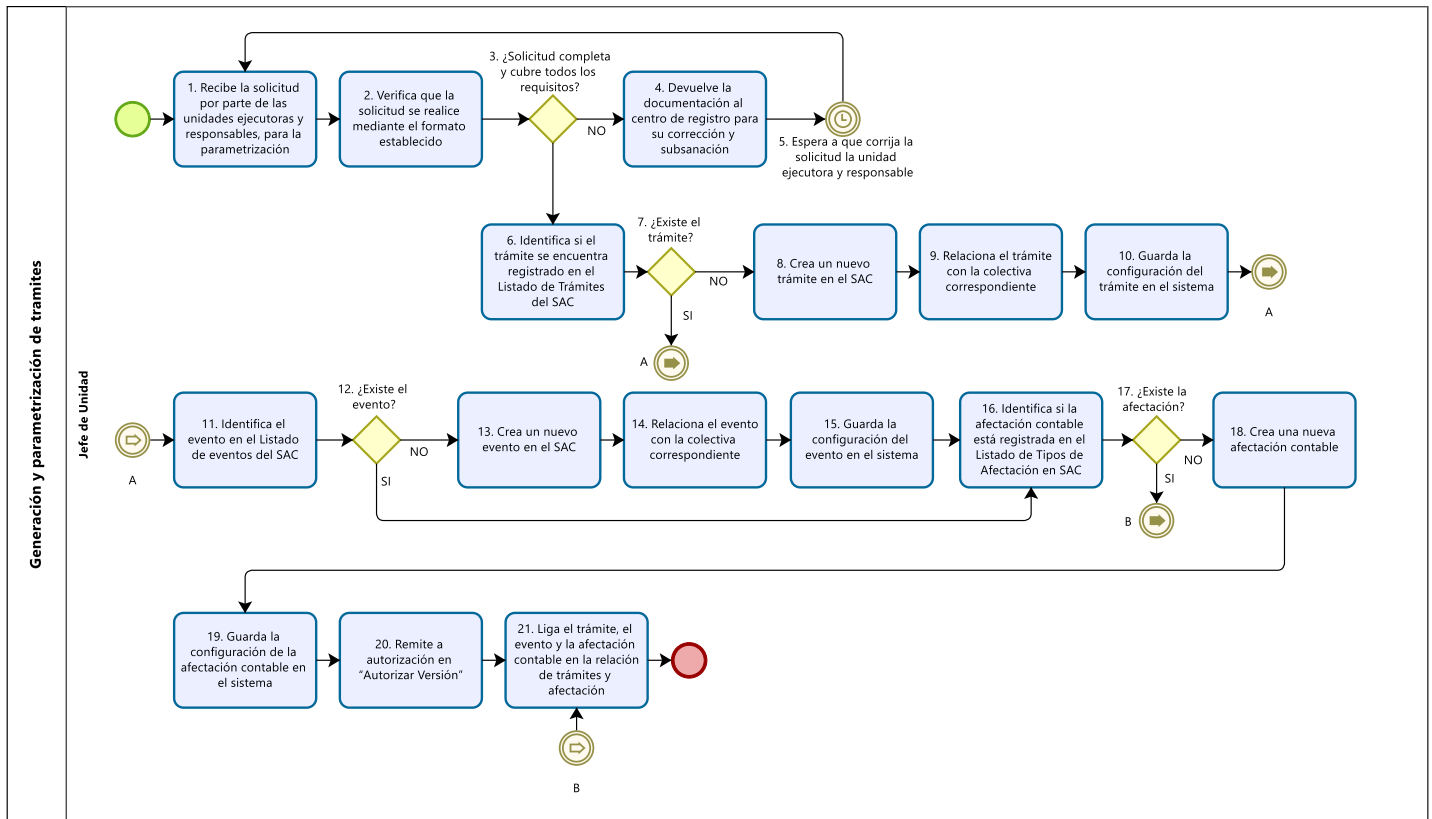 Generación y parametrización de tramites
Jefe de Unidad
1. Recibe la solicitud
por parte de las
unidades ejecutoras y
responsables, para la
parametrización
2. Verifica que la
solicitud se realice
mediante el formato
establecido
3. ¿Solicitud completa
y cubre todos los
requisitos?
NO
4. Devuelve la
documentación al
centro de registro para
su corrección y
subsanación
5. Espera a que corrija la
solicitud la unidad
ejecutora y responsable
6. Identifica si el
trámite se encuentra
registrado en el
Listado de Trámites
del SAC
7. ¿Existe el
trámite?
NO
SI
A
8. Crea un nuevo
trámite en el SAC
9. Relaciona el trámite
con la colectiva
correspondiente
10. Guarda la
configuración del
trámite en el sistema
A
A
11. Identifica el
evento en el Listado
de eventos del SAC
12. ¿Existe el
evento?
NO
SI
13. Crea un nuevo
evento en el SAC
14. Relaciona el evento
con la colectiva
correspondiente
15. Guarda la
configuración del
evento en el sistema
16. Identifica si la
afectación contable
está registrada en el
Listado de Tipos de
Afectación en SAC
17. ¿Existe la
afectación?
NO
SI
B
18. Crea una nueva
afectación contable
19. Guarda la
configuración de la
afectación contable en
el sistema
20. Remite a
autorización en
“Autorizar Versión”
21. Liga el trámite, el
evento y la afectación
contable en la relación
de trámites y
afectación
B